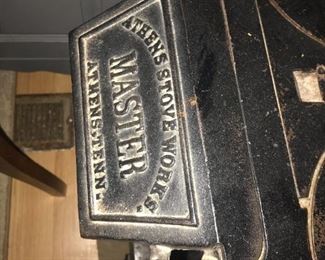 ATHENS STOVE WORKS.
MASTER
ATHENS-TENN.